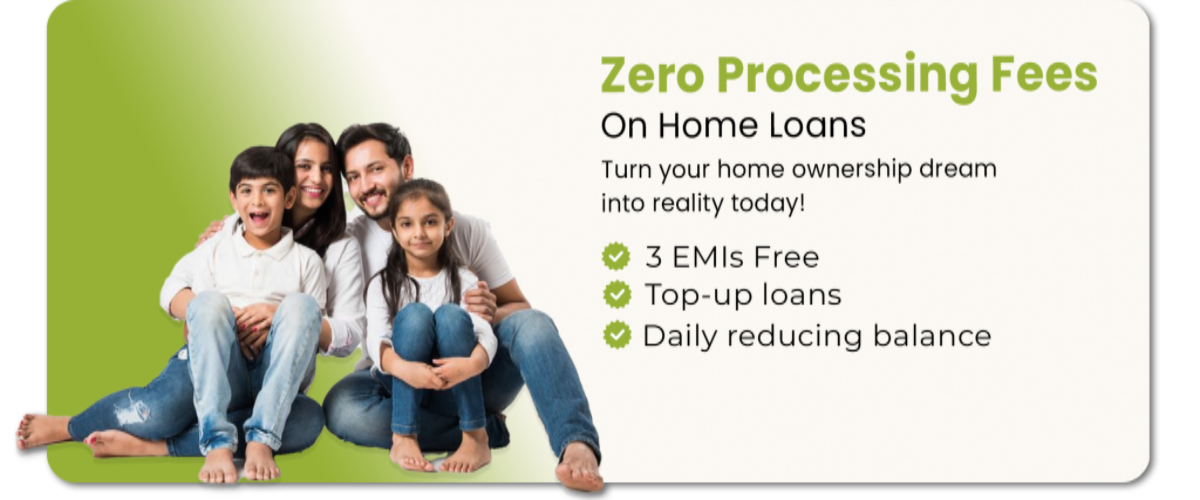 Zero Processing Fees
On Home Loans
Turn your home ownership dream
into reality today!
3 EMIs Free
Top-up loans
Daily reducing balance